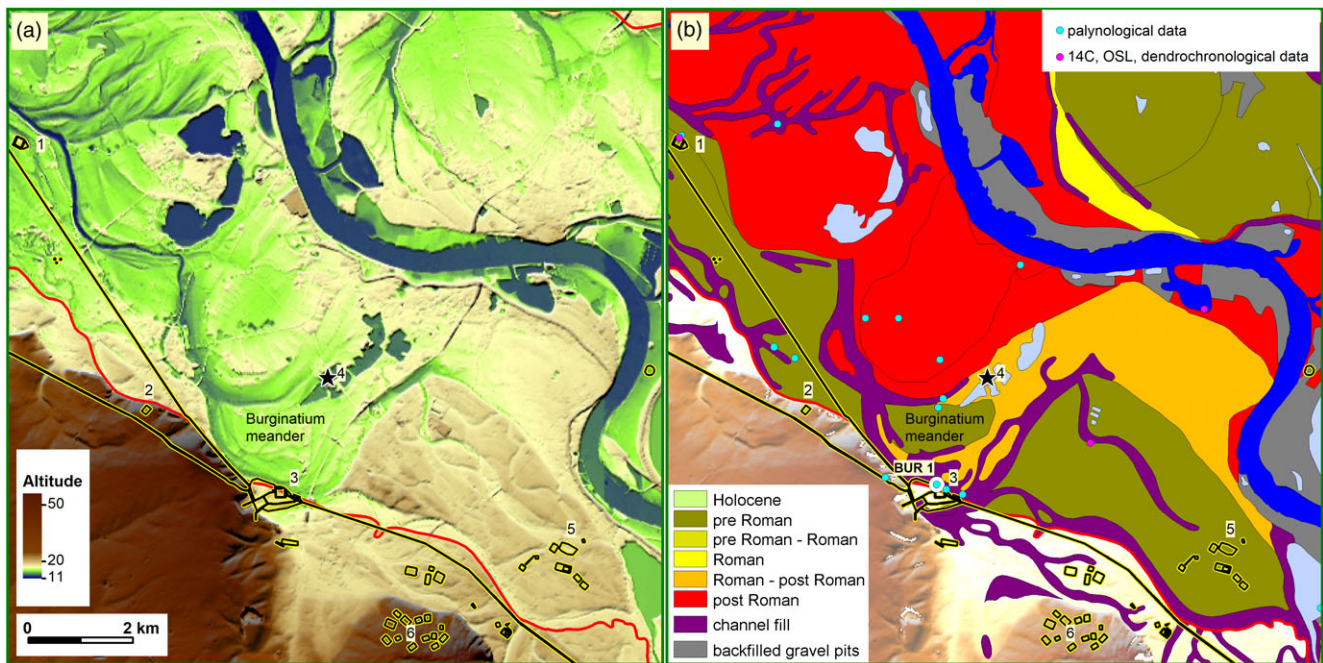 (a)
1
2
4
Burginatium
meander
3
5
6
Altitude
50
20
11
0 2 km
(b)
palynological data
14C, OSL, dendrochronological data
1
2
4
Burginatium
meander
BUR 1
3
5
6
Holocene
pre Roman
pre Roman - Roman
Roman
Roman - post Roman
post Roman
channel fill
backfilled gravel pits